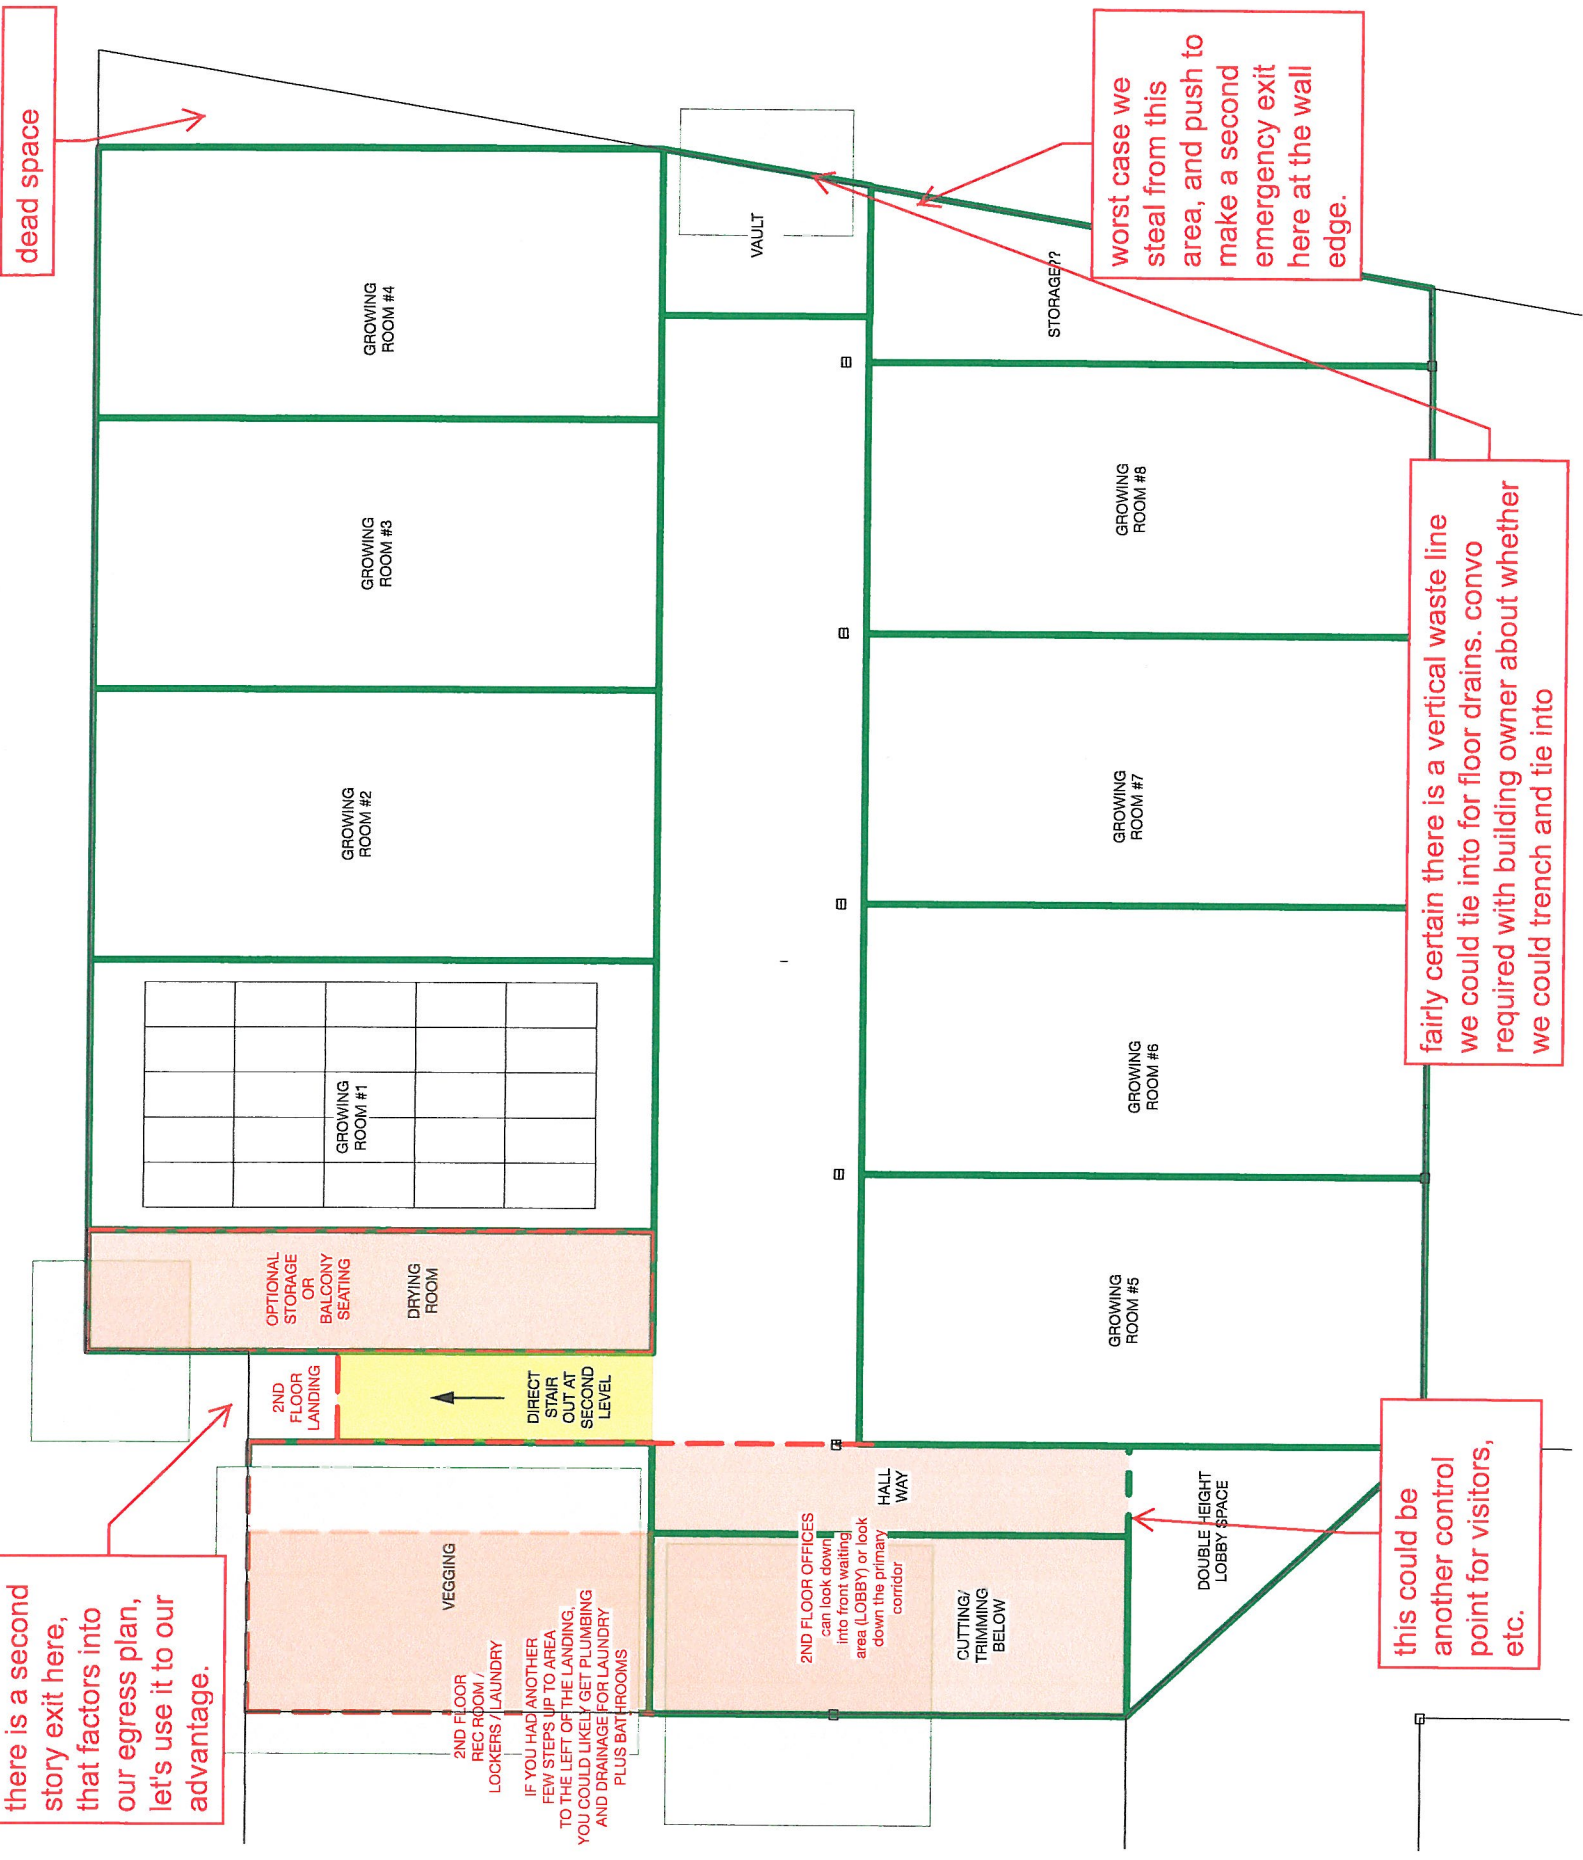 there is a second
story exit here,
that factors into
our egress plan,
let's use it to our
advantage.
dead space
2ND
FLOOR
LANDING
OPTIONAL
STORAGE
OR
BALCONY
SEATING
DRYING
ROOM
DIRECT
STAIR
OUT AT
SECOND
LEVEL
GROWING
ROOM #1
GROWING
ROOM #2
GROWING
ROOM #3
GROWING
ROOM #4
VEGGING
2ND FLOOR
REC ROOM /
LOCKERS / LAUNDRY
IF YOU HAD ANOTHER
FEW STEPS UP TO AREA
TO THE LEFT OF THE LANDING,
YOU COULD LIKELY GET PLUMBING
AND DRAINAGE FOR LAUNDRY
PLUS BATHROOMS
VAULT
2ND FLOOR OFFICES
can look down
into front waiting
area (LOBBY) or look
down the primary
corridor
HALL
WAY
CUTTING/
TRIMMING
BELOW
GROWING
ROOM #5
GROWING
ROOM #6
GROWING
ROOM #7
GROWING
ROOM #8
STORAGE??
worst case we
steal from this
area, and push to
make a second
emergency exit
here at the wall
edge.
DOUBLE HEIGHT
LOBBY SPACE
this could be
another control
point for visitors,
etc.
fairly certain there is a vertical waste line
we could tie into for floor drains. convo
required with building owner about whether
we could trench and tie into